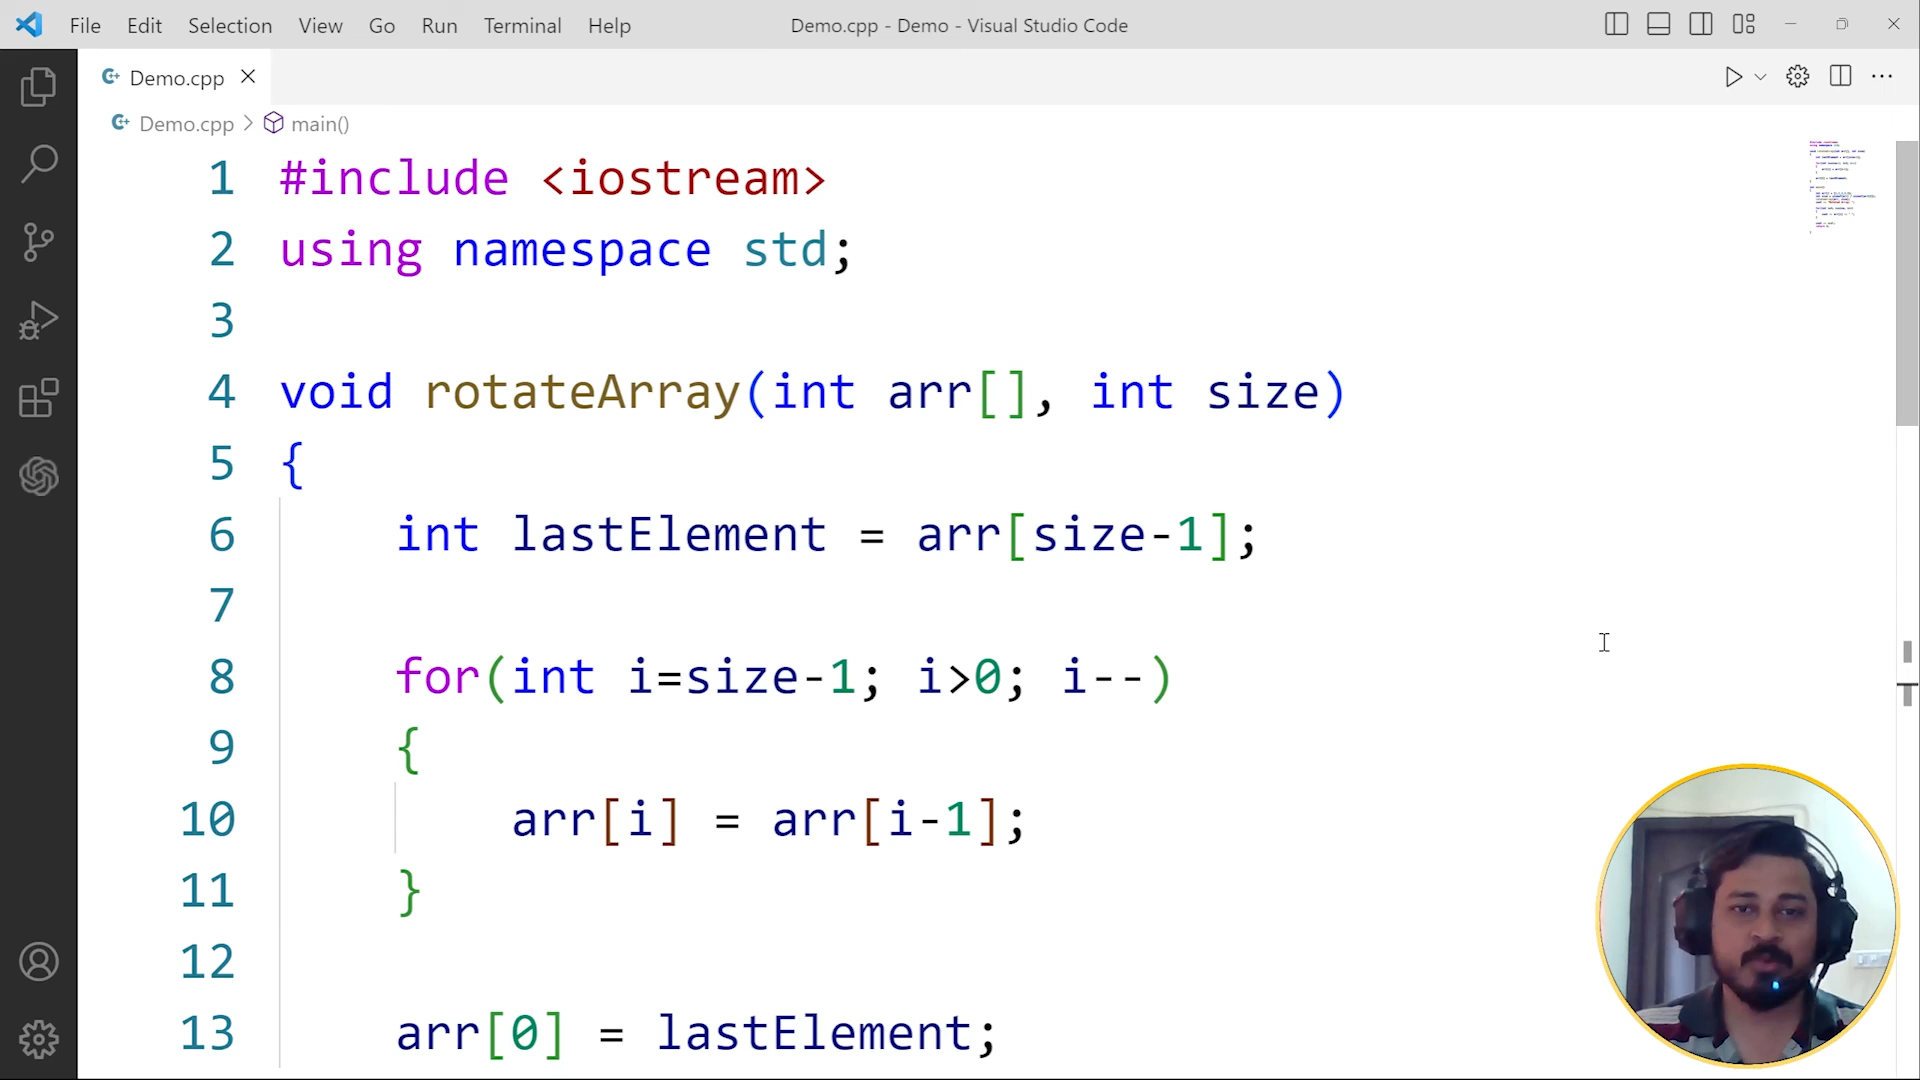 File Edit Selection View Go Run Terminal Help Demo.cpp - Demo - Visual Studio Code
Demo.cpp
Demo.cpp > main()
1 #include <iostream>
2 using namespace std;
3
4 void rotateArray(int arr[], int size)
5 {
6 int lastElement = arr[size-1];
7
8 for(int i=size-1; i>0; i--)
9 {
10 arr[i] = arr[i-1];
11 }
12
13 arr[0] = lastElement;